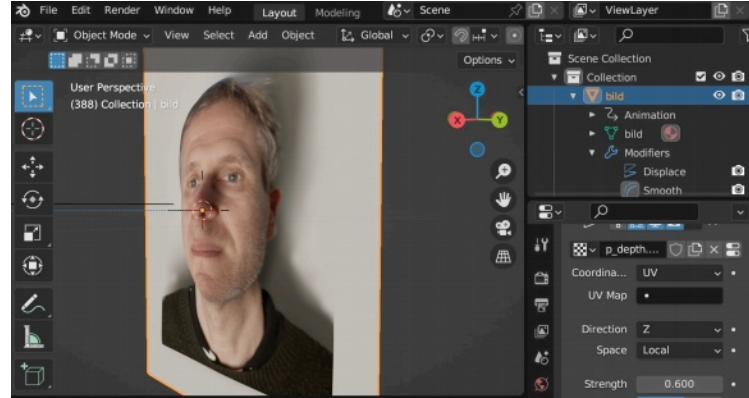 File Edit Render Window Help Layout Modeling Scene ViewLayer
Object Mode View Select Add Object Global
Options
User Perspective
(388) Collection | bild
Z
X
Y
Scene Collection
Collection
bild
Animation
bild
Modifiers
Displace
Smooth
p_depth....
Coordina... UV
UV Map
Direction Z
Space Local
Strength 0.600